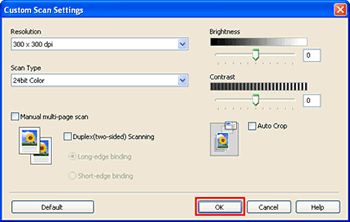 Custom Scan Settings
Resolution
300 x 300 dpi
Scan Type
24bit Color
Brightness
0
Contrast
0
Manual multi-page scan
Duplex(two-sided) Scanning
Long-edge binding
Short-edge binding
Auto Crop
Default
OK
Cancel
Help